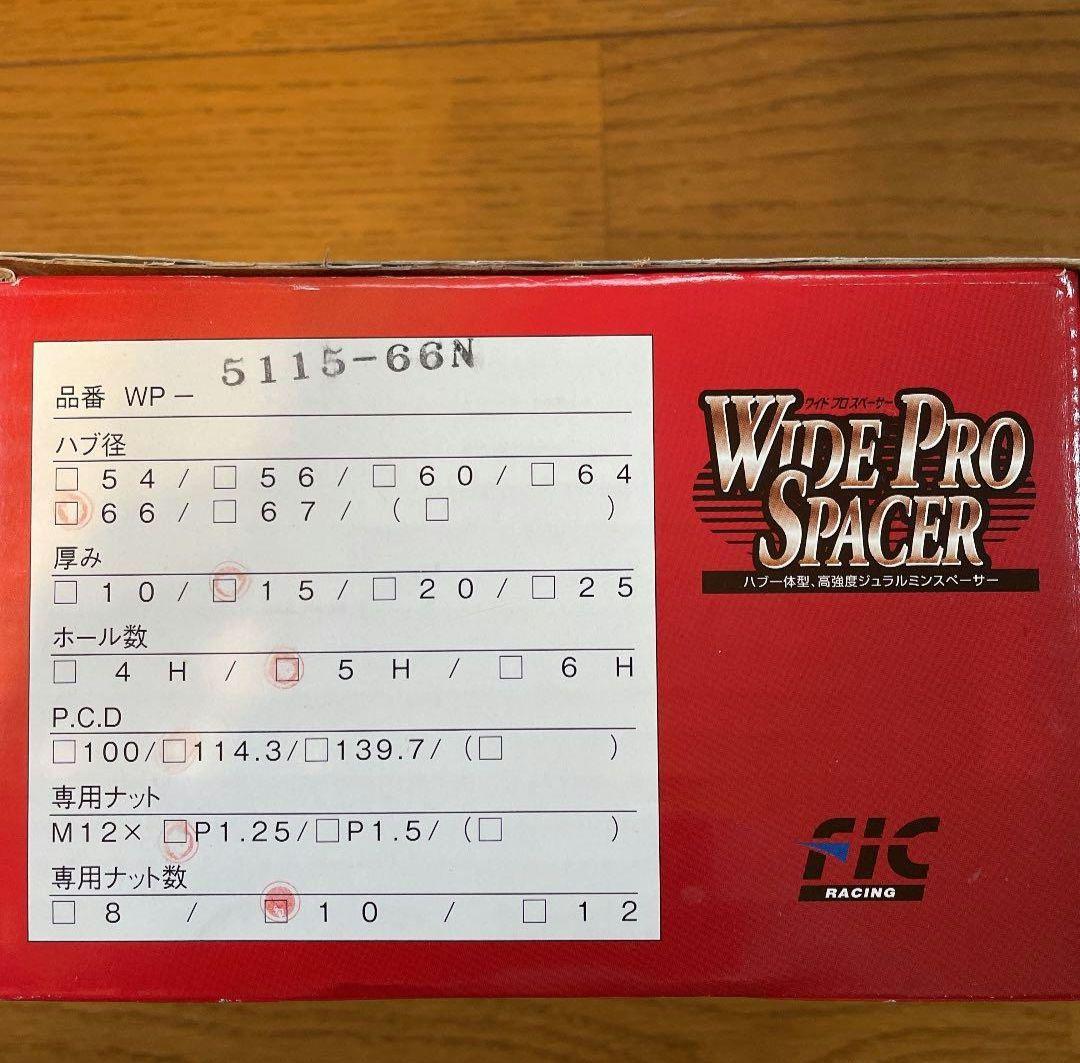 5115-66N
品番 WP-
ハブ径
□ 54/□ 56/□ 60/□ 64
□ 66/□ 67/(□ )
厚み
□ 10/□ 15/□ 20/□ 25
ホール数
□ 4H/□ 5H/□ 6H
P.C.D
□100/□114.3/□139.7/(□ )
専用ナット
M12× □P1.25/□P1.5/(□ )
専用ナット数
□ 8 / □ 10 / □ 12
ワイドプロスペーサー
WIDE PRO
SPACER
ハブ一体型、高強度ジュラルミンスペーサー
FIC
RACING